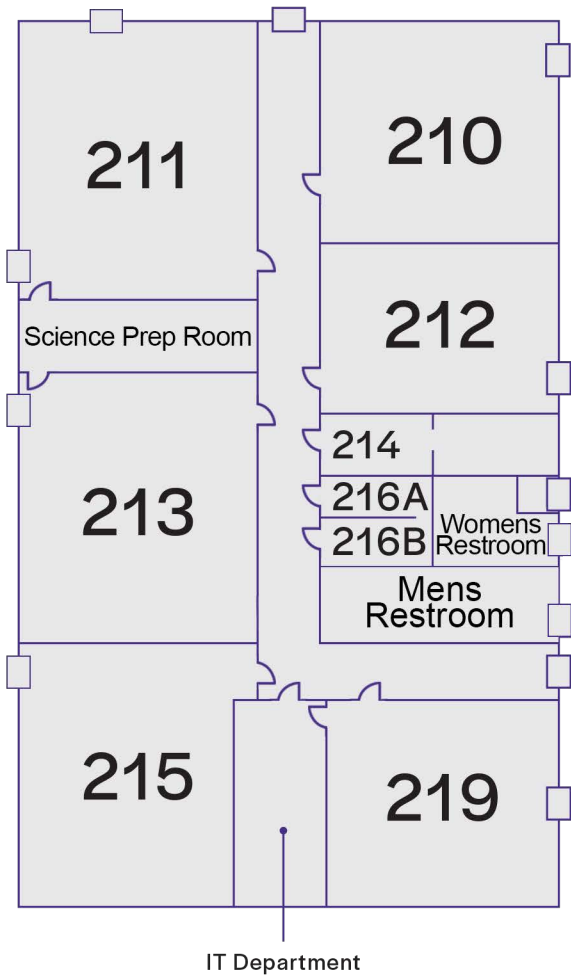 211
210
Science Prep Room
212
214
213
216A
216B
Womens
Restroom
Mens
Restroom
215
219
IT Department